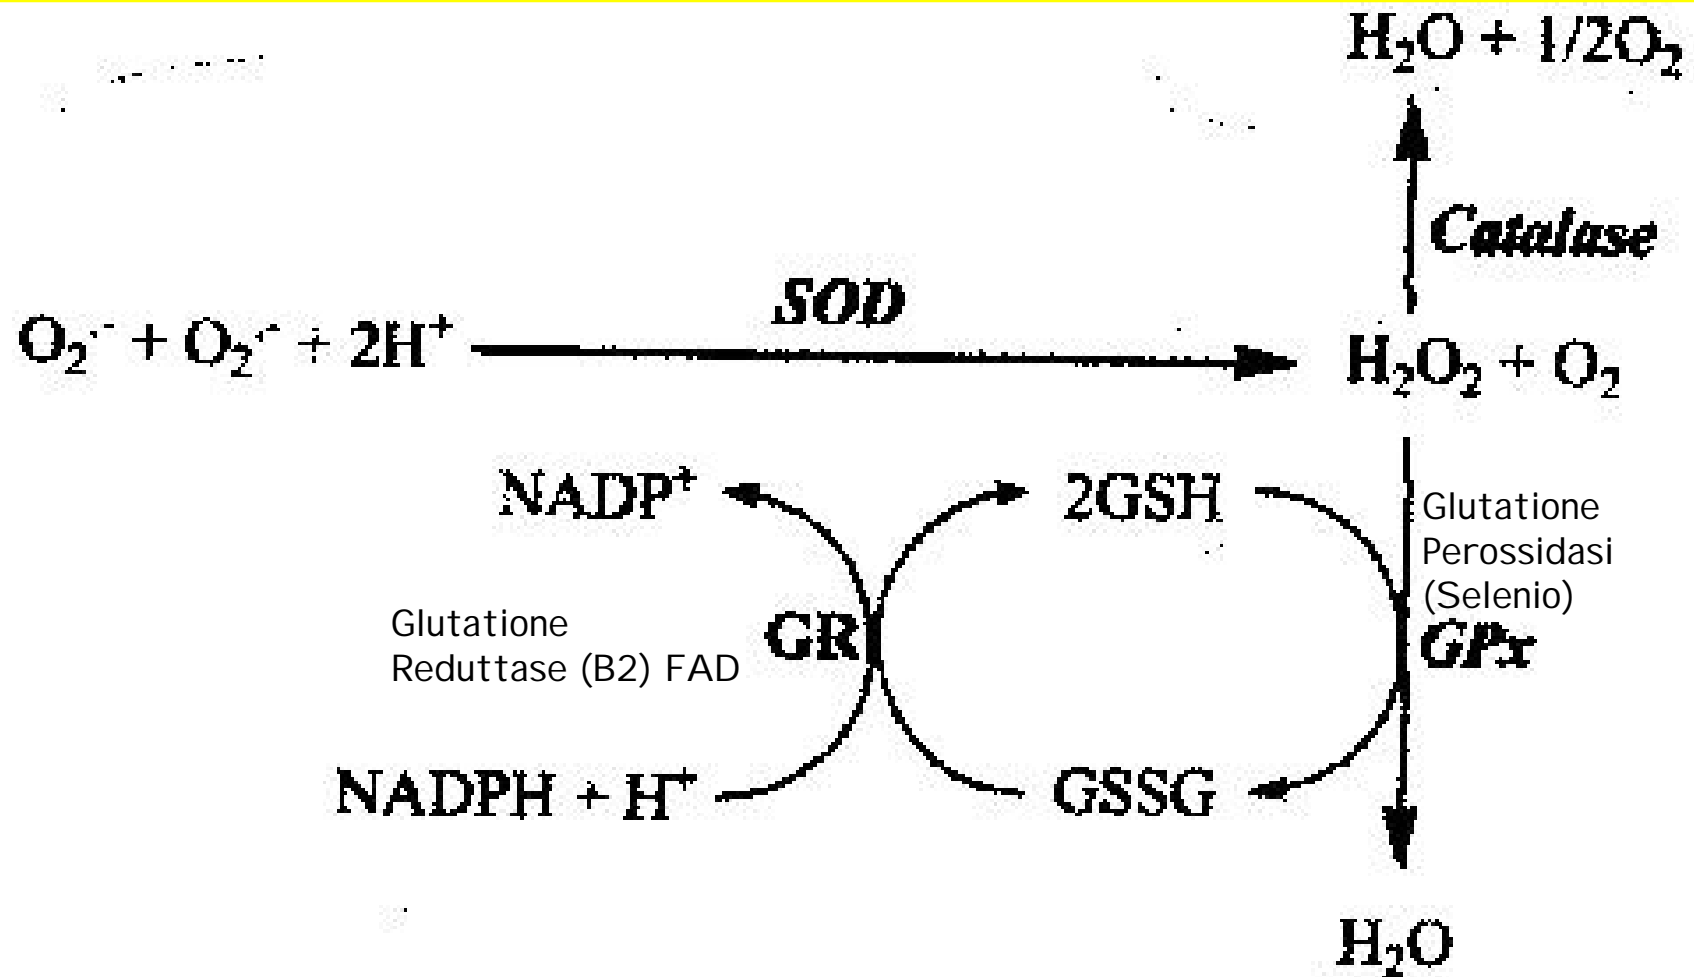 H₂O + 1/2O₂
Catalase
SOD
O₂·⁻ + O₂·⁻ + 2H⁺
H₂O₂ + O₂
NADP⁺
2GSH
Glutatione
Perossidasi
(Selenio)
GPx
Glutatione
Reduttase (B2) FAD
GR
NADPH + H⁺
GSSG
H₂O